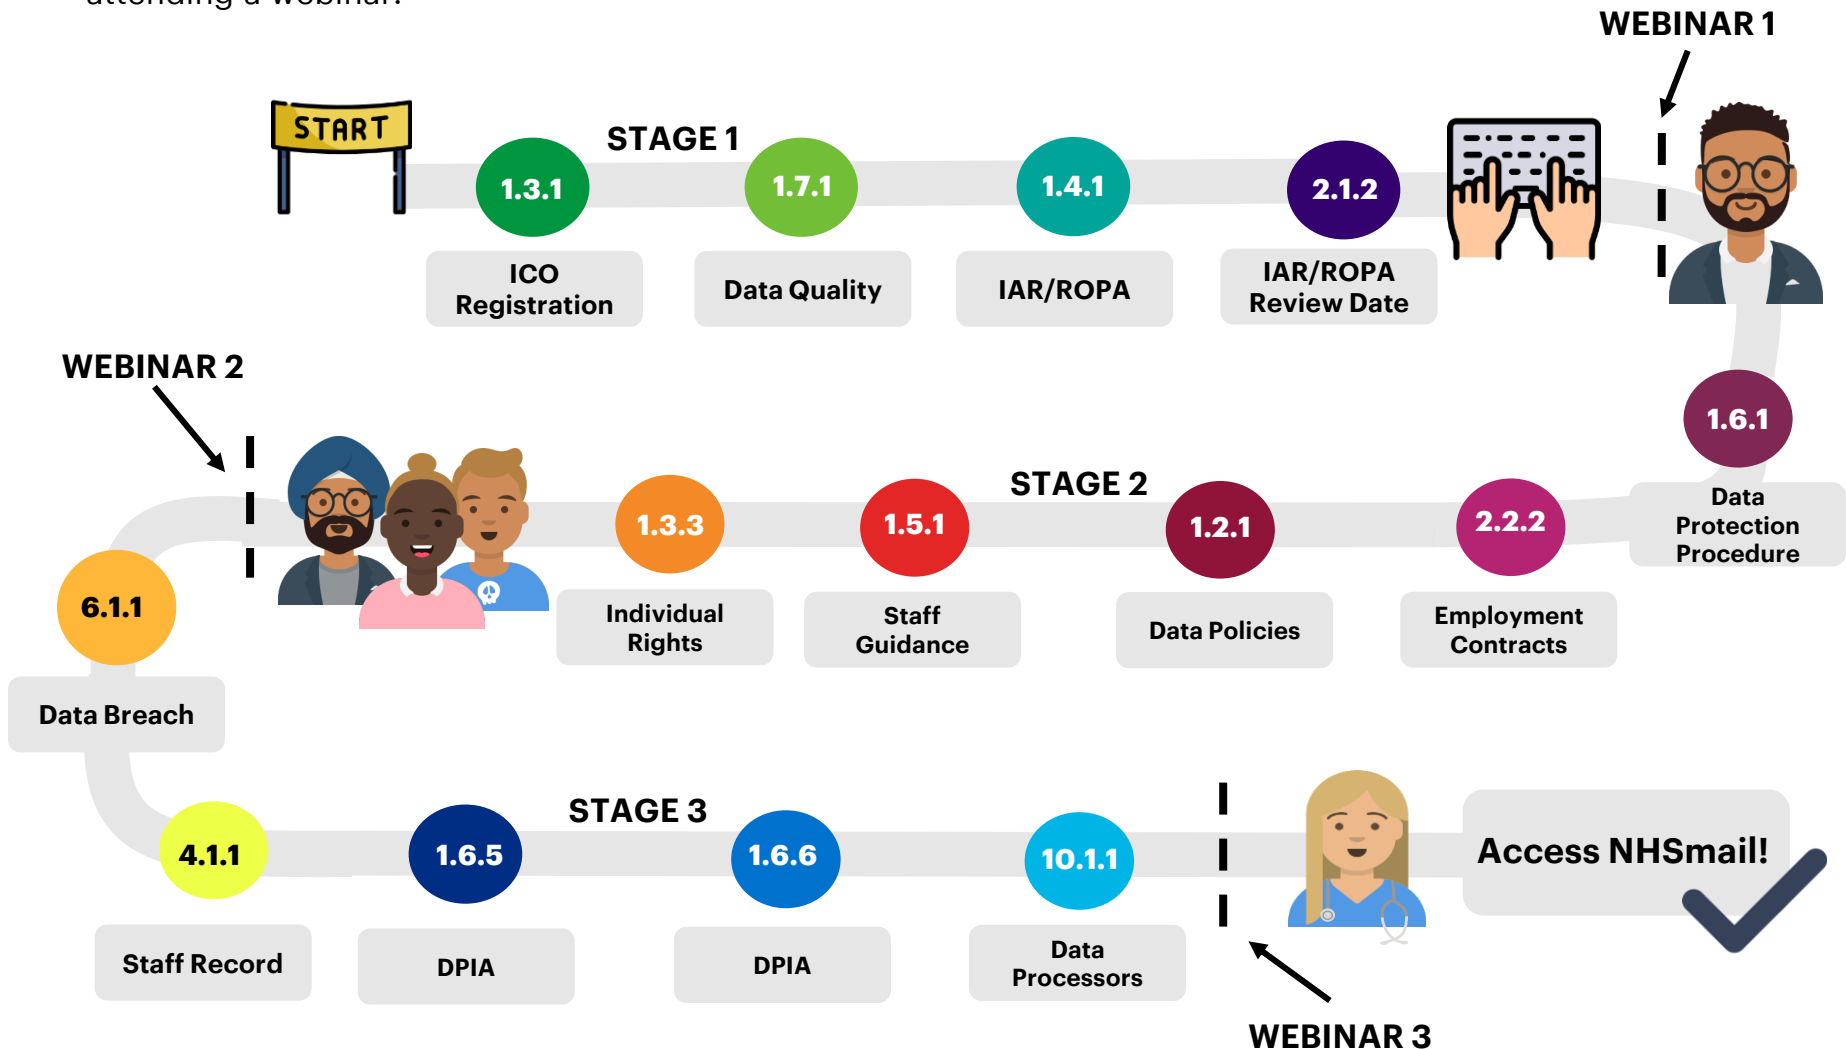 attending a webinar.
WEBINAR 1
START
STAGE 1
1.3.1
1.7.1
1.4.1
2.1.2
ICO
Registration
Data Quality
IAR/ROPA
IAR/ROPA
Review Date
WEBINAR 2
1.6.1
Data
Protection
Procedure
STAGE 2
1.3.3
1.5.1
1.2.1
2.2.2
Individual
Rights
Staff
Guidance
Data Policies
Employment
Contracts
6.1.1
Data Breach
STAGE 3
4.1.1
1.6.5
1.6.6
10.1.1
Access NHSmail!
Staff Record
DPIA
DPIA
Data
Processors
WEBINAR 3